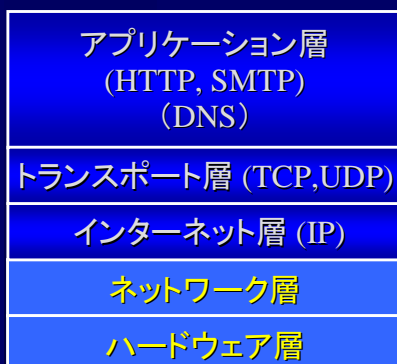 アプリケーション層
(HTTP, SMTP)
（DNS）
トランスポート層 (TCP,UDP)
インターネット層 (IP)
ネットワーク層
ハードウェア層